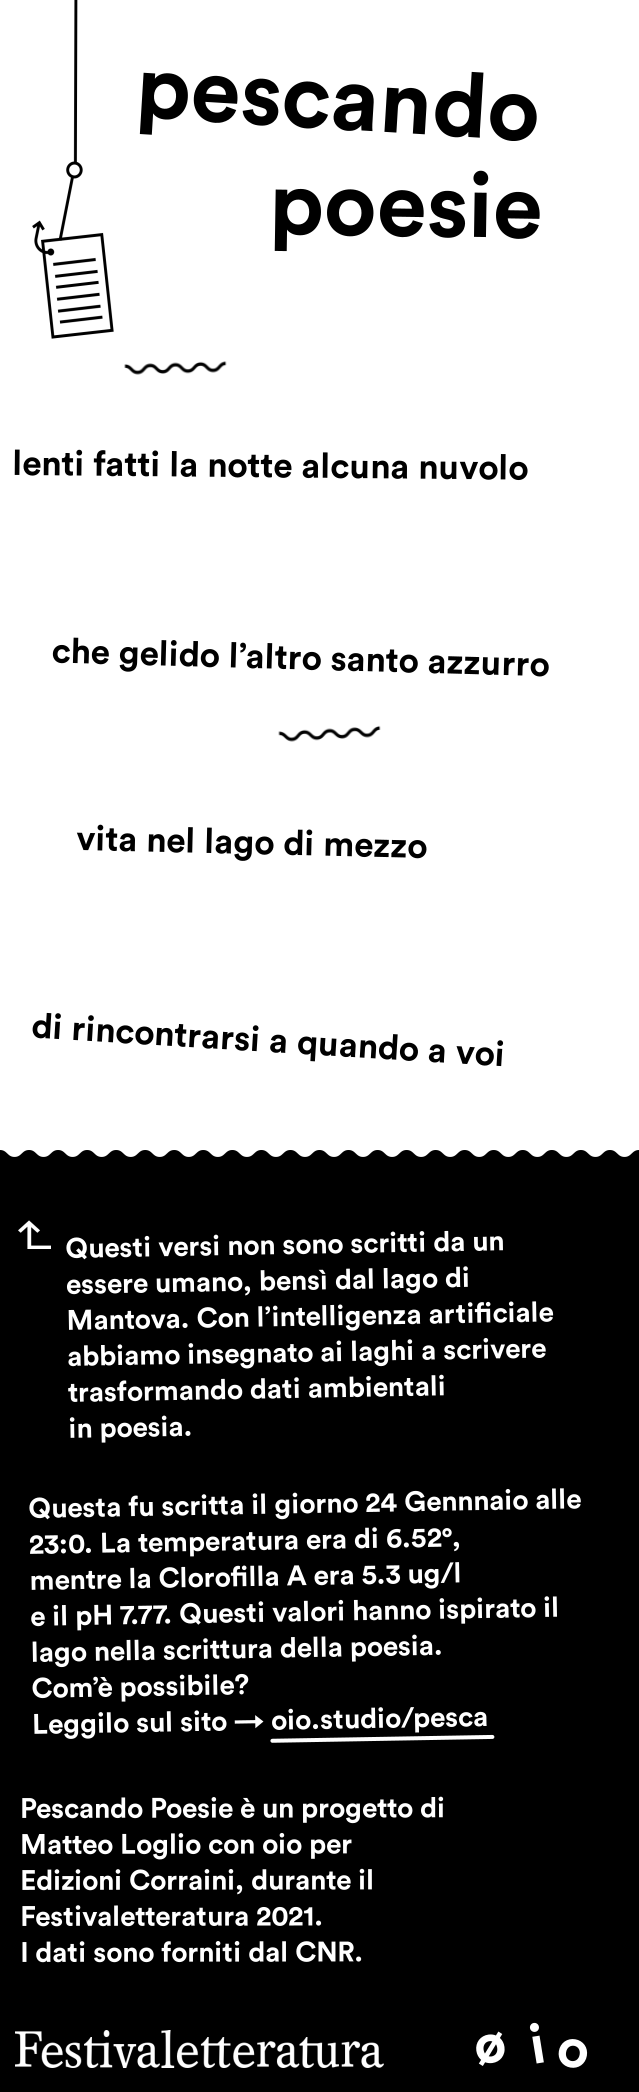 pescando
poesie
lenti fatti la notte alcuna nuvolo
che gelido l’altro santo azzurro
vita nel lago di mezzo
di rincontrarsi a quando a voi
Questi versi non sono scritti da un
essere umano, bensì dal lago di
Mantova. Con l’intelligenza artificiale
abbiamo insegnato ai laghi a scrivere
trasformando dati ambientali
in poesia.
Questa fu scritta il giorno 24 Gennnaio alle
23:0. La temperatura era di 6.52°,
mentre la Clorofilla A era 5.3 ug/l
e il pH 7.77. Questi valori hanno ispirato il
lago nella scrittura della poesia.
Com’è possibile?
Leggilo sul sito → oio.studio/pesca
Pescando Poesie è un progetto di
Matteo Loglio con oio per
Edizioni Corraini, durante il
Festivaletteratura 2021.
I dati sono forniti dal CNR.
Festivaletteratura øio